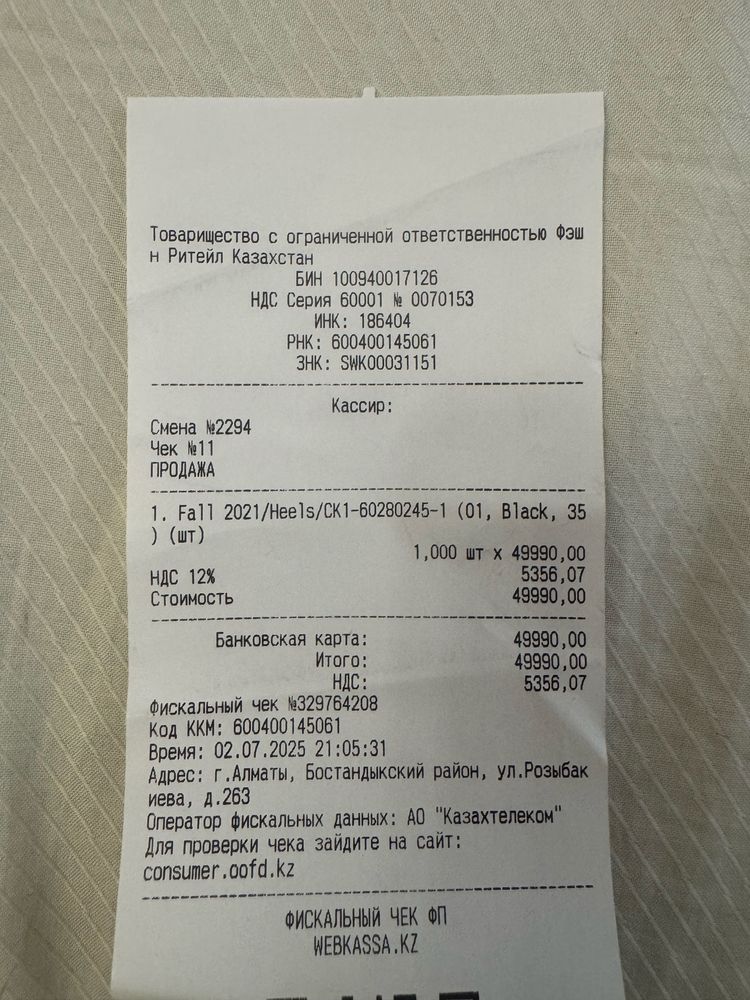 Товарищество с ограниченной ответственностью Фэш
н Ритейл Казахстан
БИН 100940017126
НДС Серия 60001 № 0070153
ИНК: 186404
РНК: 600400145061
ЗНК: SWK00031151
Кассир:
Смена №2294
Чек №11
ПРОДАЖА
1. Fall 2021/Heels/CK1-60280245-1 (01, Black, 35
) (шт)
1,000 шт x 49990,00
НДС 12% 5356,07
Стоимость 49990,00
Банковская карта: 49990,00
Итого: 49990,00
НДС: 5356,07
Фискальный чек №329764208
Код ККМ: 600400145061
Время: 02.07.2025 21:05:31
Адрес: г.Алматы, Бостандыкский район, ул.Розыбак
иева, д.263
Оператор фискальных данных: АО "Казахтелеком"
Для проверки чека зайдите на сайт:
consumer.oofd.kz
ФИСКАЛЬНЫЙ ЧЕК ФП
WEBKASSA.KZ